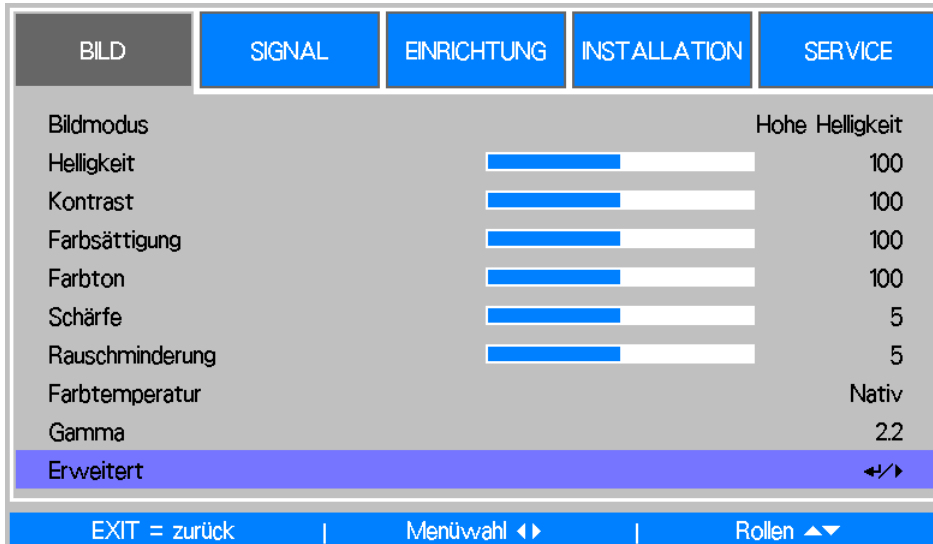 BILD SIGNAL EINRICHTUNG INSTALLATION SERVICE
Bildmodus Hohe Helligkeit
Helligkeit 100
Kontrast 100
Farbsättigung 100
Farbton 100
Schärfe 5
Rauschminderung 5
Farbtemperatur Nativ
Gamma 2.2
Erweitert ↵/▶
EXIT = zurück | Menüwahl ◀▶ | Rollen ▲▼